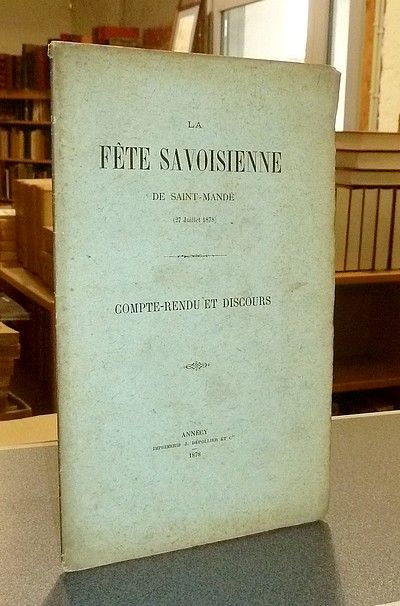 LA
FÊTE SAVOISIENNE
DE SAINT-MANDÉ
(27 Juillet 1878)
COMPTE-RENDU ET DISCOURS
ANNECY
IMPRIMERIE J. DÉPOLLIER ET Cie
1878